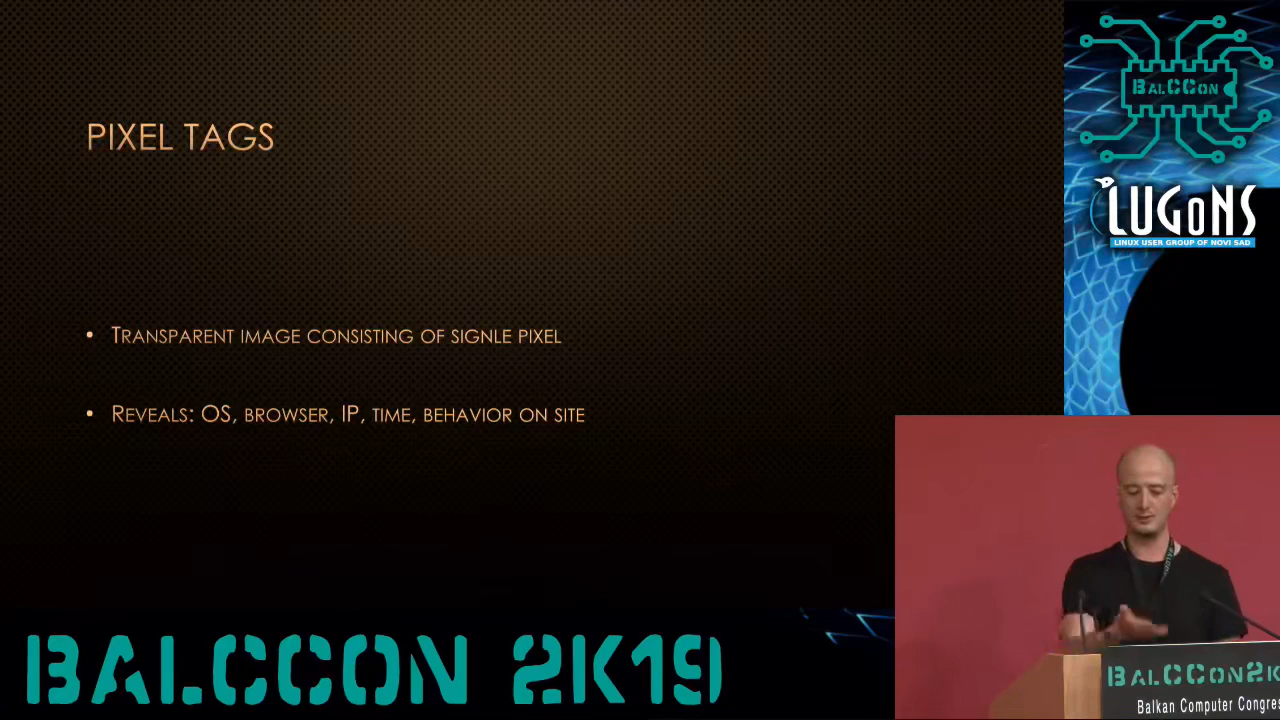 PIXEL TAGS
• TRANSPARENT IMAGE CONSISTING OF SIGNLE PIXEL
• REVEALS: OS, BROWSER, IP, TIME, BEHAVIOR ON SITE
BALCCON 2K19
BALCCON
LUGONS
LINUX USER GROUP OF NOVI SAD
BALCCON2K
Balkan Computer Congres